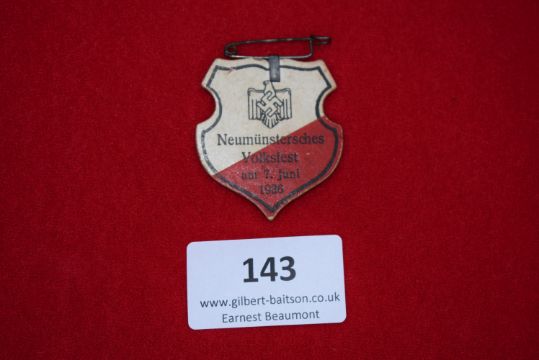 Neumünstersches
Volksfest
am 7. Juni
1936
143
www.gilbert-baitson.co.uk
Earnest Beaumont